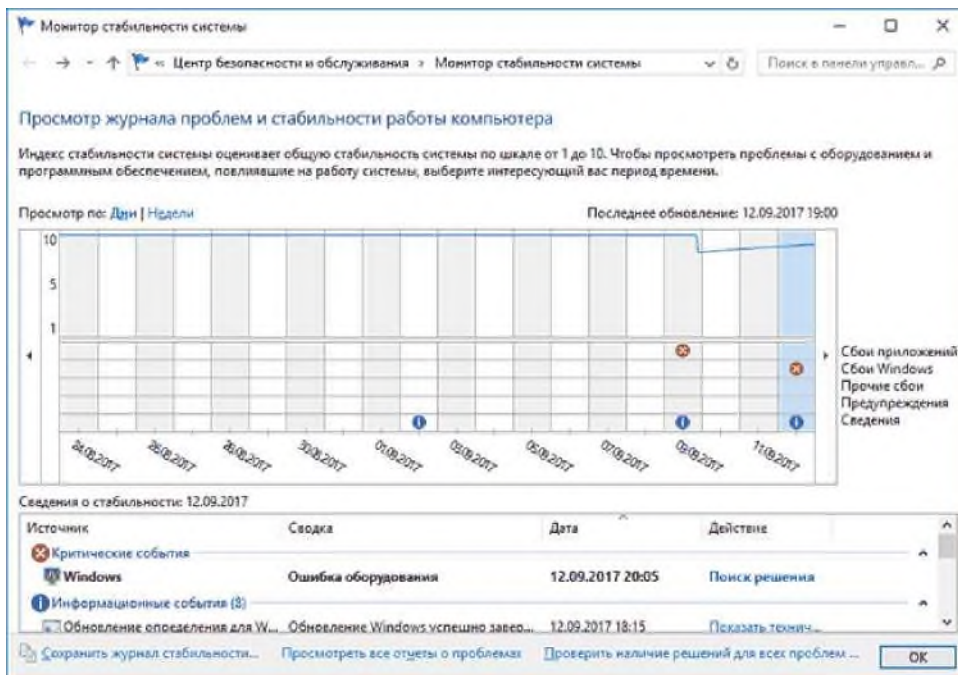 Монитор стабильности системы
« Центр безопасности и обслуживания › Монитор стабильности системы
Поиск в панели управл...
Просмотр журнала проблем и стабильности работы компьютера
Индекс стабильности системы оценивает общую стабильность системы по шкале от 1 до 10. Чтобы просмотреть проблемы с оборудованием и
программным обеспечением, повлиявшие на работу системы, выберите интересующий вас период времени.
Просмотр по: Дни | Недели
Последнее обновление: 12.09.2017 19:00
10
5
1
Сбои приложений
Сбои Windows
Прочие сбои
Предупреждения
Сведения
24.08.2017
26.08.2017
28.08.2017
30.08.2017
01.09.2017
03.09.2017
05.09.2017
07.09.2017
09.09.2017
11.09.2017
Сведения о стабильности: 12.09.2017
Источник Сводка Дата Действие
Критические события
Windows Ошибка оборудования 12.09.2017 20:05 Поиск решения
Информационные события (3)
Обновление определения для W... Обновление Windows успешно завер... 12.09.2017 18:15 Показать технич...
Сохранить журнал стабильности... Просмотреть все отчеты о проблемах Проверить наличие решений для всех проблем ... OK